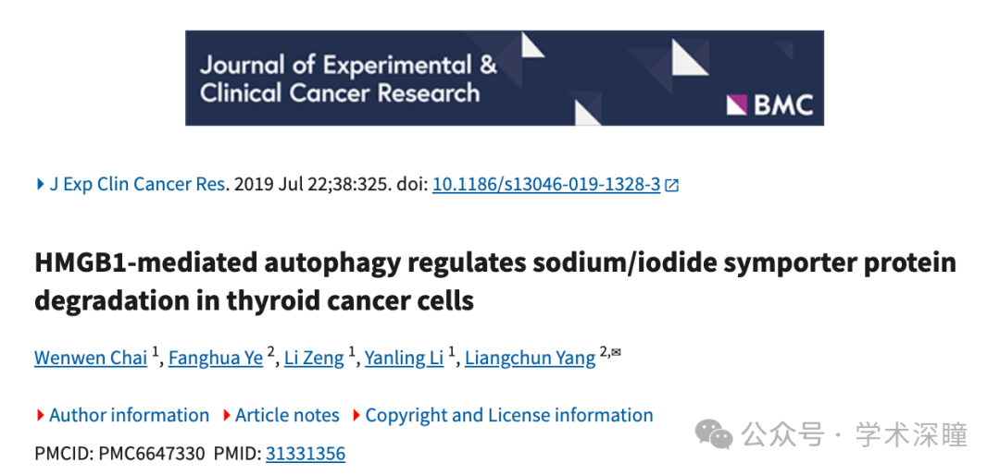 Journal of Experimental &
Clinical Cancer Research
BMC
J Exp Clin Cancer Res. 2019 Jul 22;38:325. doi: 10.1186/s13046-019-1328-3
HMGB1-mediated autophagy regulates sodium/iodide symporter protein
degradation in thyroid cancer cells
Wenwen Chai 1, Fanghua Ye 2, Li Zeng 1, Yanling Li 1, Liangchun Yang 2,✉
Author information Article notes Copyright and License information
PMCID: PMC6647330 PMID: 31331356
公众号 · 学术深瞳